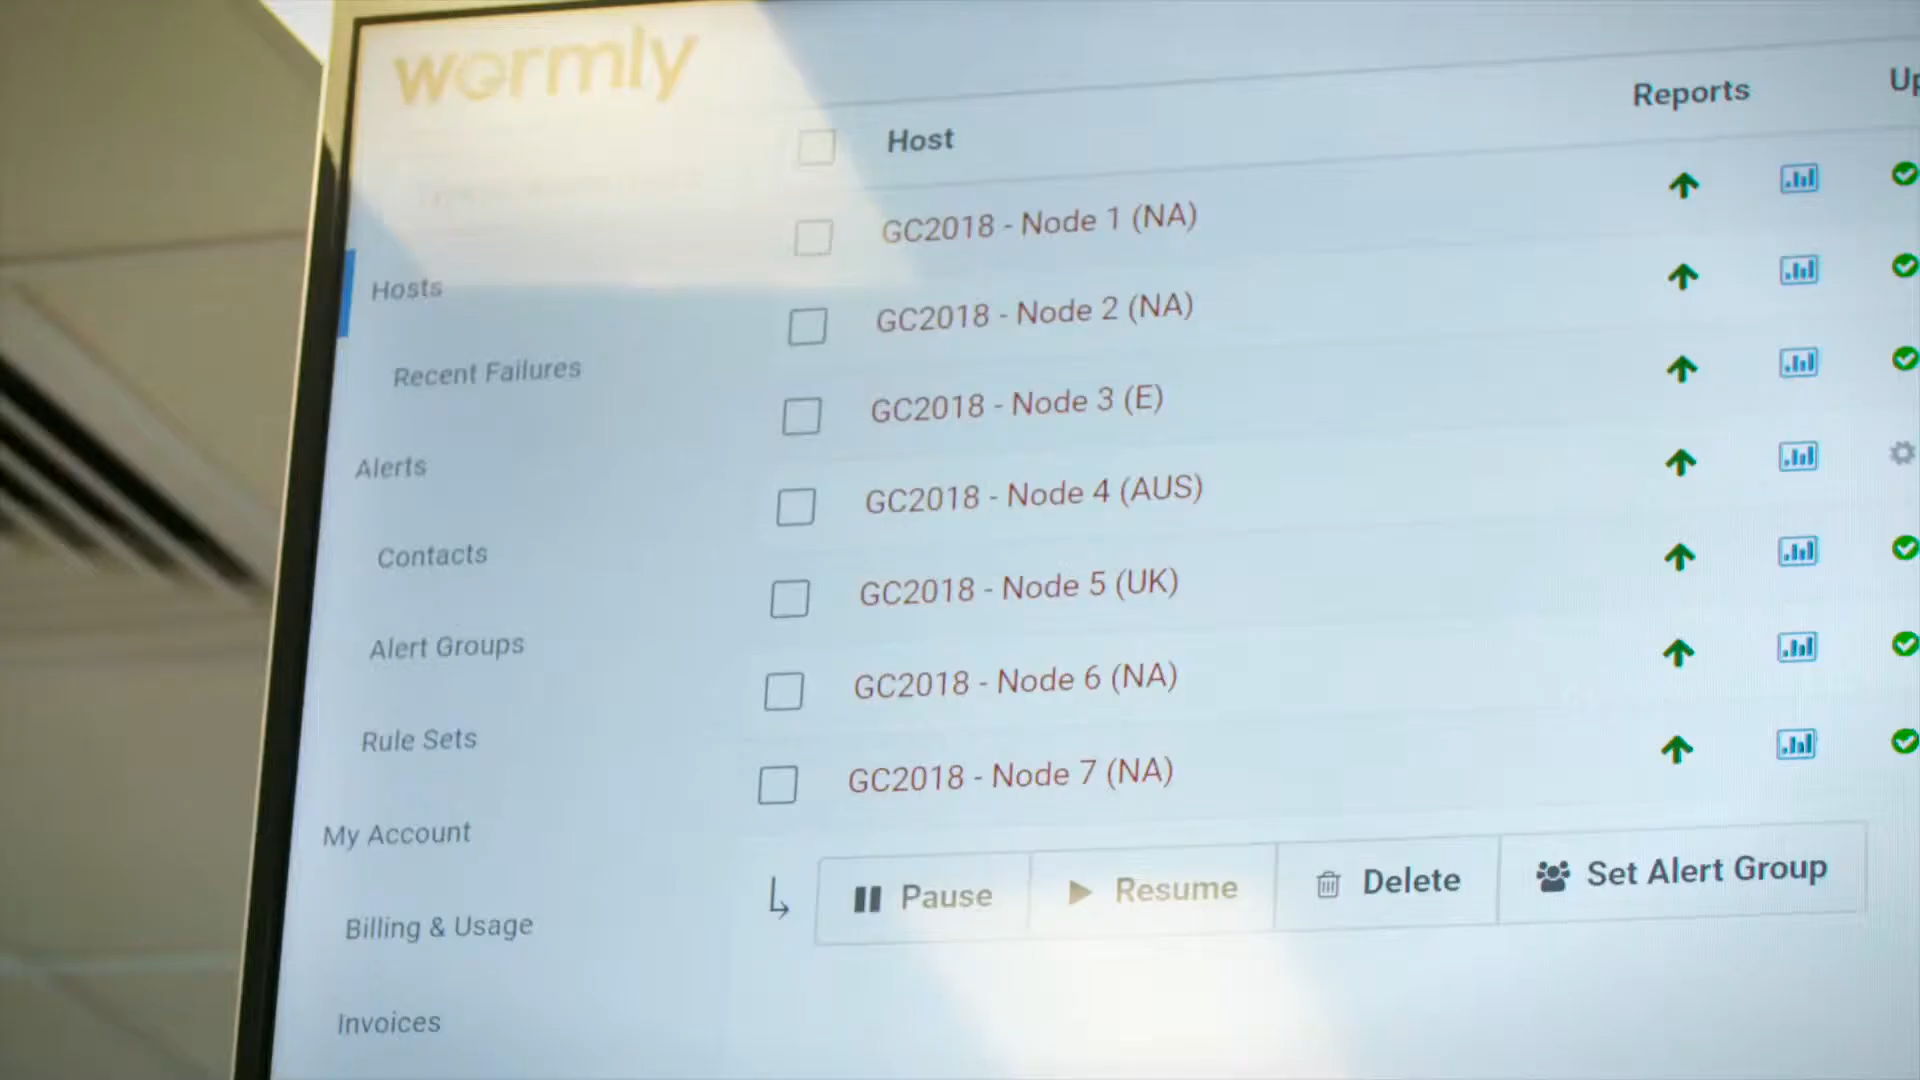 wormly
Host
Reports
Hosts
GC2018 - Node 1 (NA)
Recent Failures
GC2018 - Node 2 (NA)
GC2018 - Node 3 (E)
Alerts
GC2018 - Node 4 (AUS)
Contacts
GC2018 - Node 5 (UK)
Alert Groups
GC2018 - Node 6 (NA)
Rule Sets
GC2018 - Node 7 (NA)
My Account
Pause
Resume
Delete
Set Alert Group
Billing & Usage
Invoices